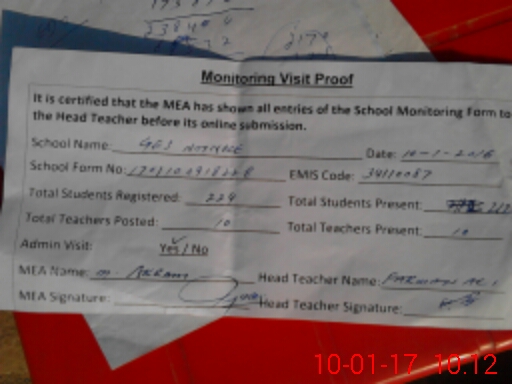 Monitoring Visit Proof
It is certified that the MEA has shown all entries of the School Monitoring Form to
the Head Teacher before its online submission.
School Name: GES Date: 10-1-2016
School Form No: EMIS Code: 34110087
Total Students Registered: 224 Total Students Present:
Total Teachers Posted: 10 Total Teachers Present: 10
Admin Visit: Yes / No
MEA Name: M. Akram Head Teacher Name:
MEA Signature: Head Teacher Signature:
10-01-17 10:12